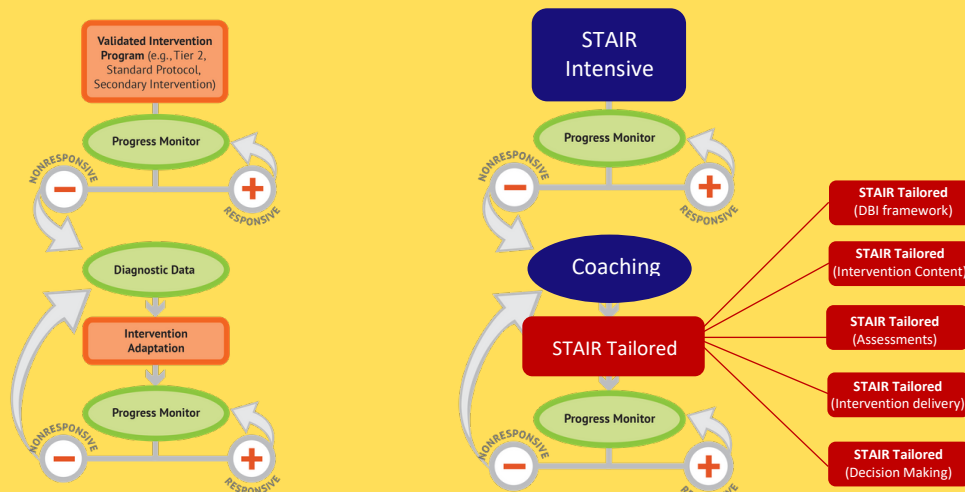 Validated Intervention
Program (e.g., Tier 2,
Standard Protocol,
Secondary Intervention)
Progress Monitor
NONRESPONSIVE
RESPONSIVE
Diagnostic Data
Intervention
Adaptation
Progress Monitor
NONRESPONSIVE
RESPONSIVE
STAIR
Intensive
Progress Monitor
NONRESPONSIVE
RESPONSIVE
Coaching
STAIR Tailored
Progress Monitor
NONRESPONSIVE
RESPONSIVE
STAIR Tailored
(DBI framework)
STAIR Tailored
(Intervention Content)
STAIR Tailored
(Assessments)
STAIR Tailored
(Intervention delivery)
STAIR Tailored
(Decision Making)